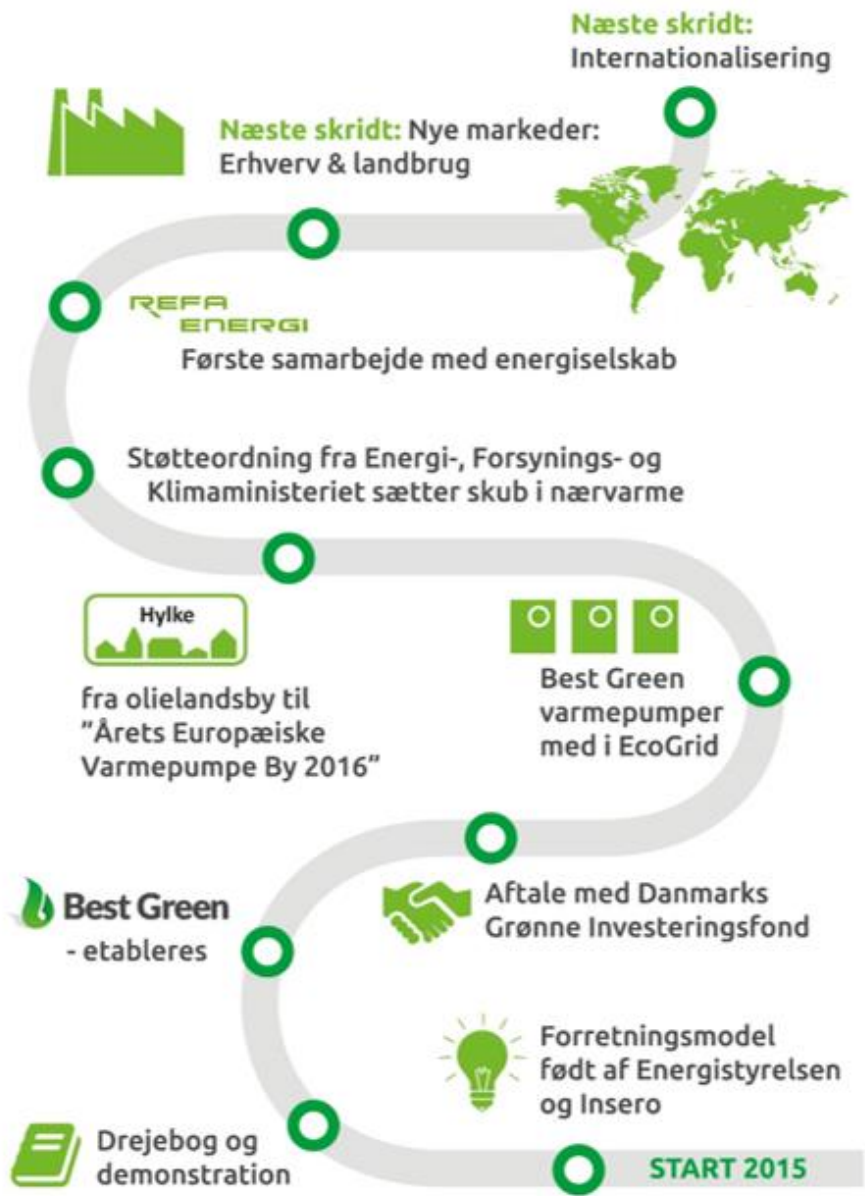 Næste skridt:
Internationalisering
Næste skridt: Nye markeder:
Erhverv & landbrug
REFA
ENERGI
Første samarbejde med energiselskab
Støtteordning fra Energi-, Forsynings- og
Klimaministeriet sætter skub i nærvarme
Hylke
fra olielandsby til
”Årets Europæiske
Varmepumpe By 2016”
Best Green
varmepumper
med i EcoGrid
Aftale med Danmarks
Grønne Investeringsfond
Best Green
- etableres
Forretningsmodel
født af Energistyrelsen
og Insero
Drejebog og
demonstration
START 2015